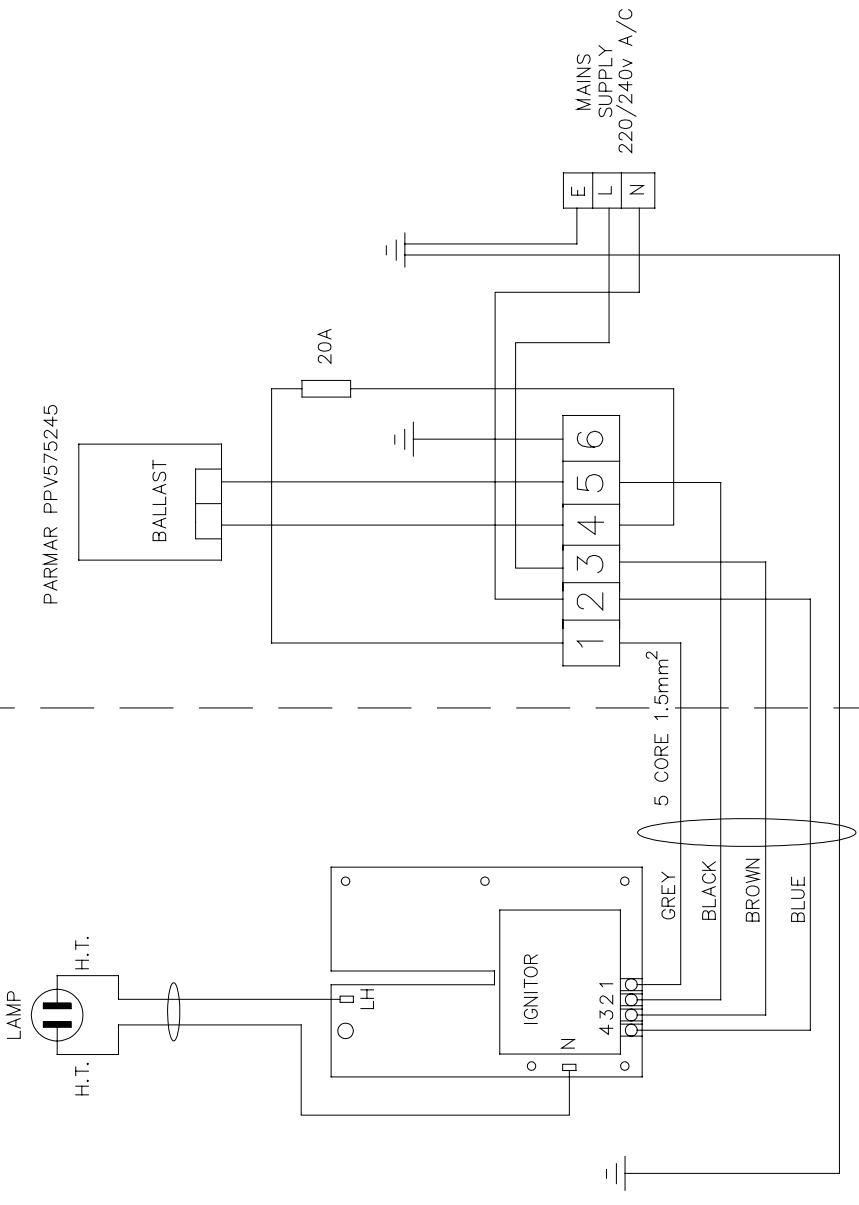 LAMP
H.T.
H.T.
LH
N
IGNITOR
4 3 2 1
GREY
BLACK
BROWN
BLUE
5 CORE 1.5mm²
PARMAR PPV575245
BALLAST
20A
1 2 3 4 5 6
E
L
N
MAINS
SUPPLY
220/240v A/C